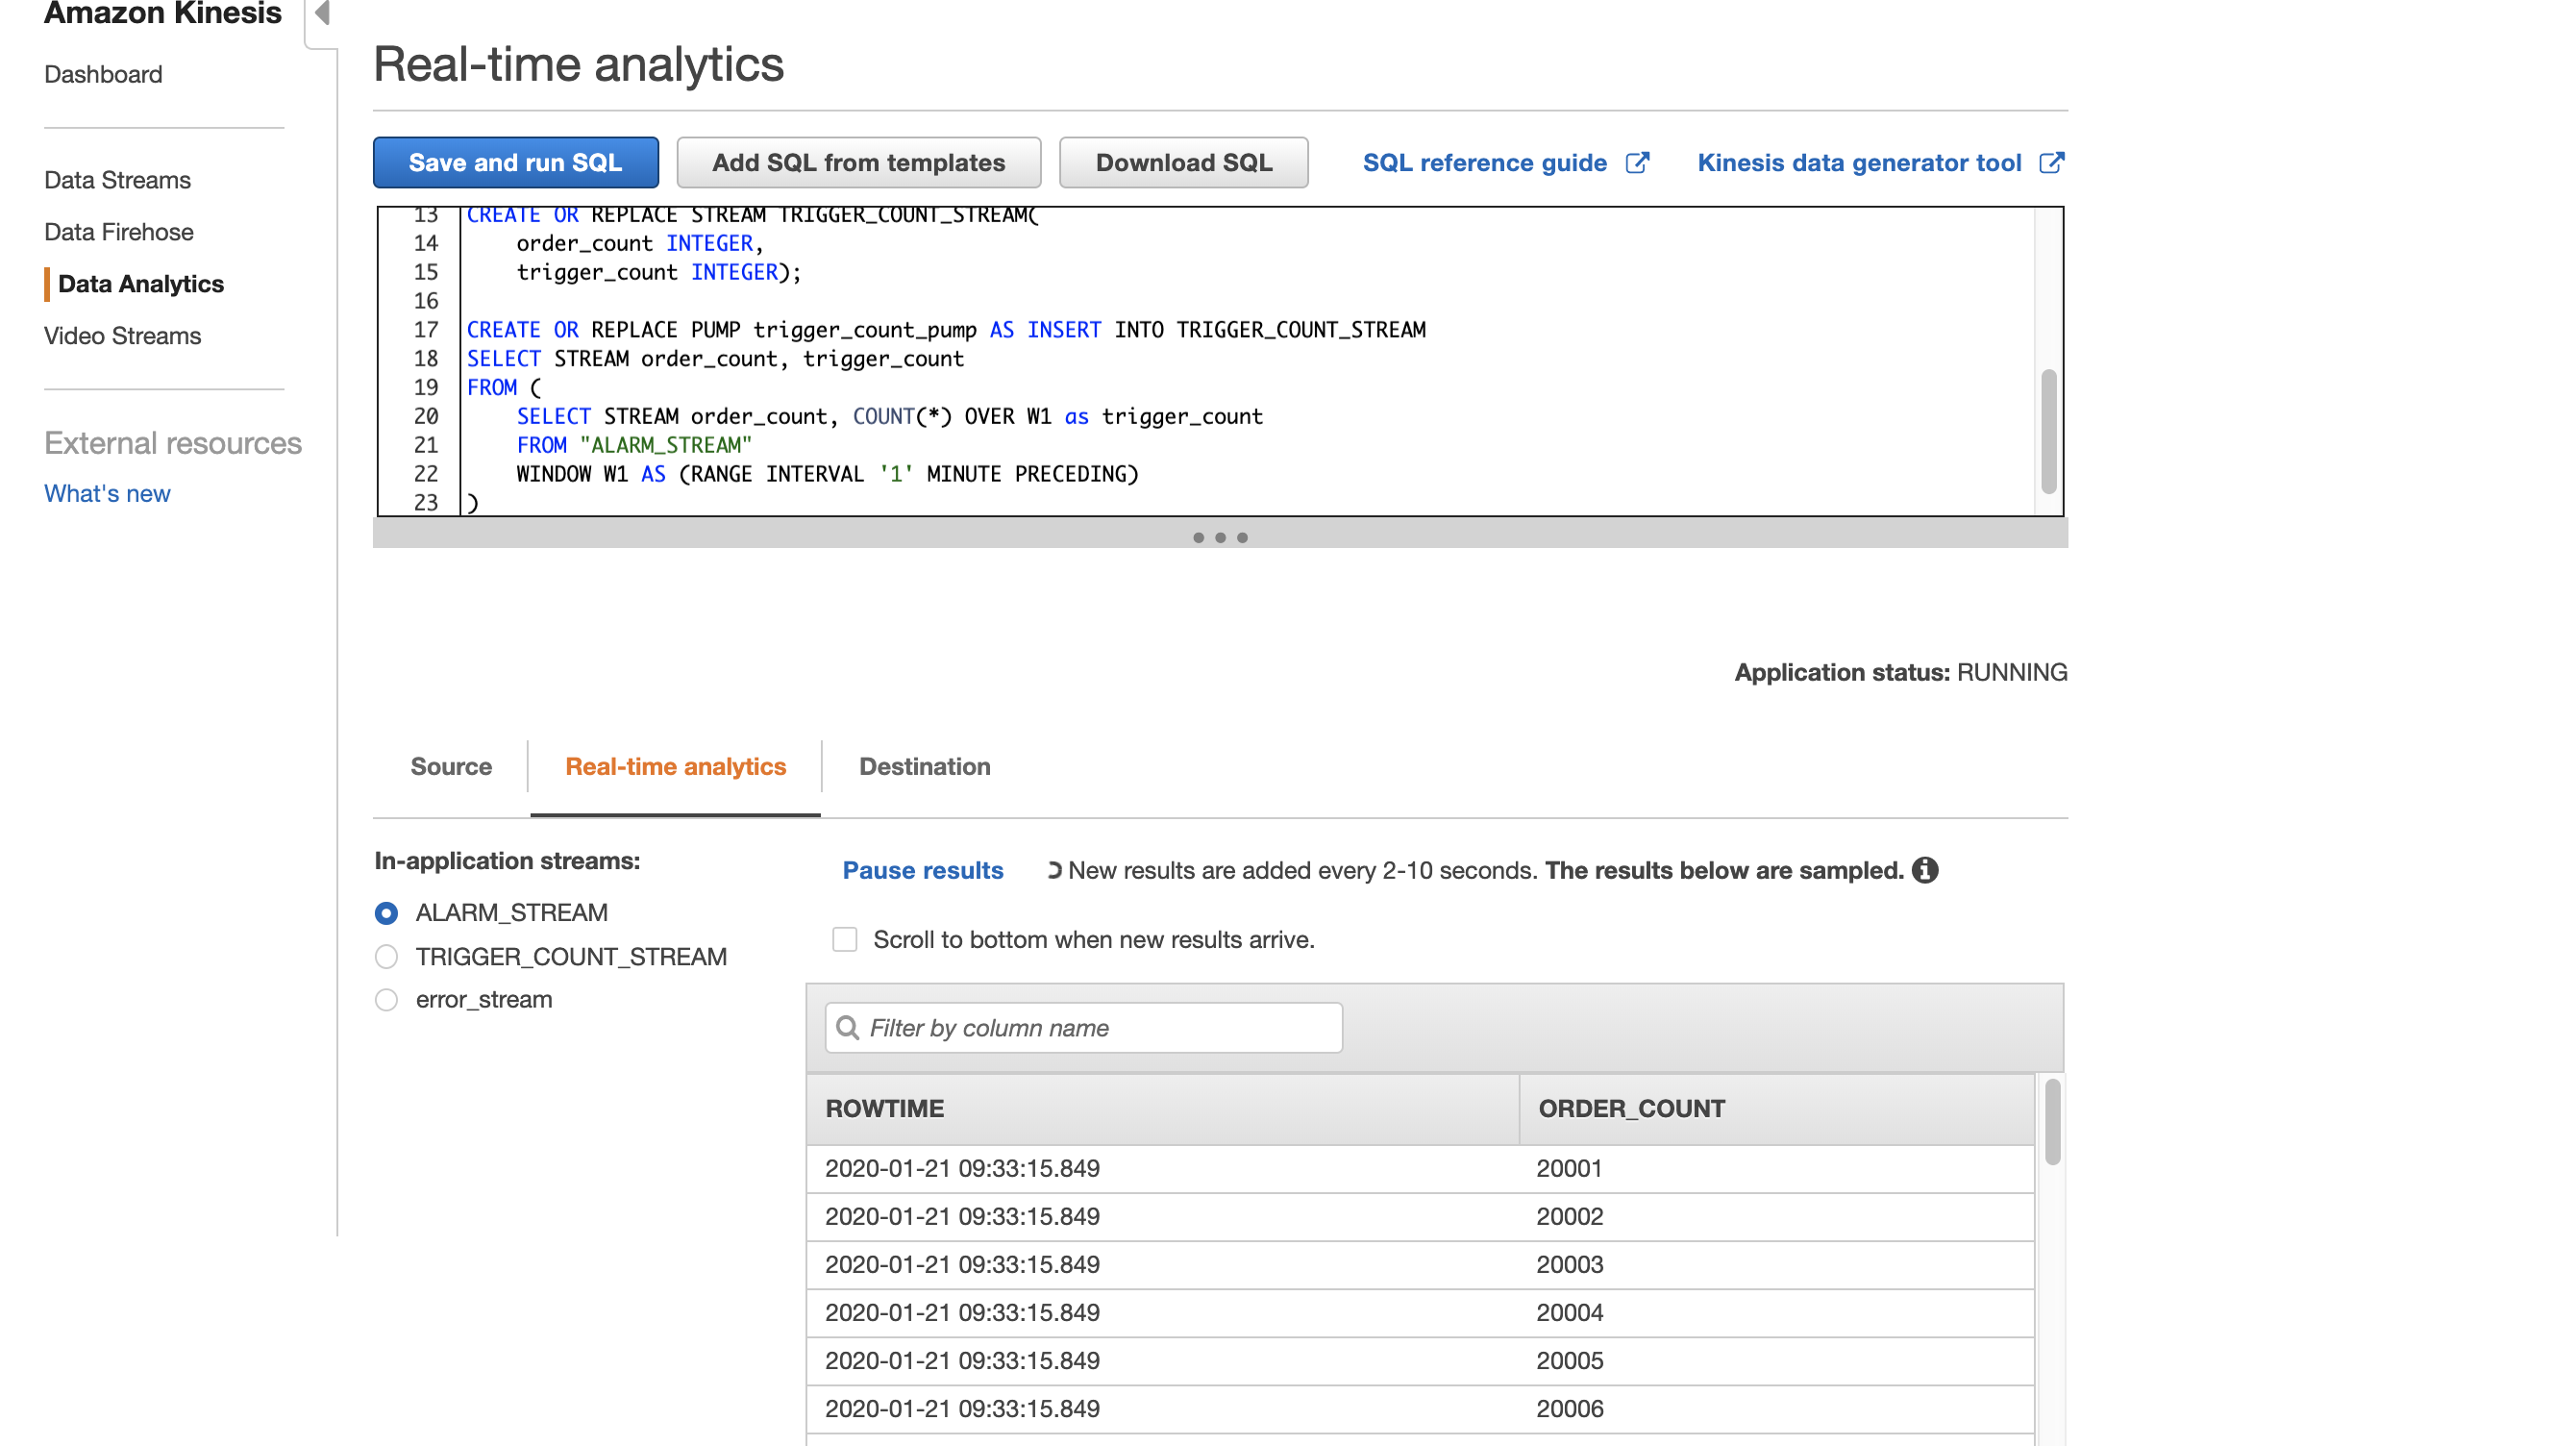 Amazon Kinesis
Dashboard
Data Streams
Data Firehose
Data Analytics
Video Streams
External resources
What's new
Real-time analytics
Save and run SQL
Add SQL from templates
Download SQL
SQL reference guide
Kinesis data generator tool
13 CREATE OR REPLACE STREAM TRIGGER_COUNT_STREAM(
14 order_count INTEGER,
15 trigger_count INTEGER);
16
17 CREATE OR REPLACE PUMP trigger_count_pump AS INSERT INTO TRIGGER_COUNT_STREAM
18 SELECT STREAM order_count, trigger_count
19 FROM (
20 SELECT STREAM order_count, COUNT(*) OVER W1 as trigger_count
21 FROM "ALARM_STREAM"
22 WINDOW W1 AS (RANGE INTERVAL '1' MINUTE PRECEDING)
23 )
Application status: RUNNING
Source
Real-time analytics
Destination
In-application streams:
ALARM_STREAM
TRIGGER_COUNT_STREAM
error_stream
Pause results
New results are added every 2-10 seconds. The results below are sampled.
Scroll to bottom when new results arrive.
Filter by column name
ROWTIME ORDER_COUNT
2020-01-21 09:33:15.849 20001
2020-01-21 09:33:15.849 20002
2020-01-21 09:33:15.849 20003
2020-01-21 09:33:15.849 20004
2020-01-21 09:33:15.849 20005
2020-01-21 09:33:15.849 20006